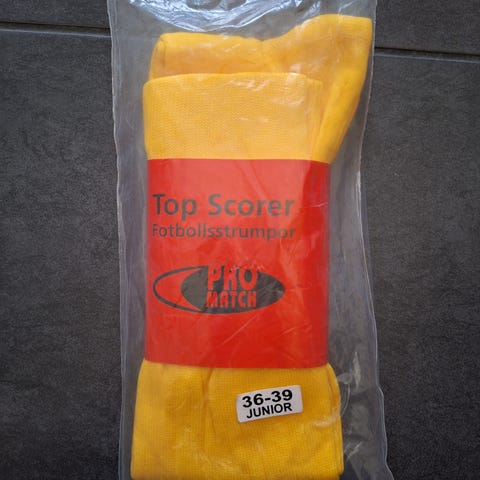 Top Scorer
Fotbollsstrumpor
PRO
MATCH
36-39
JUNIOR